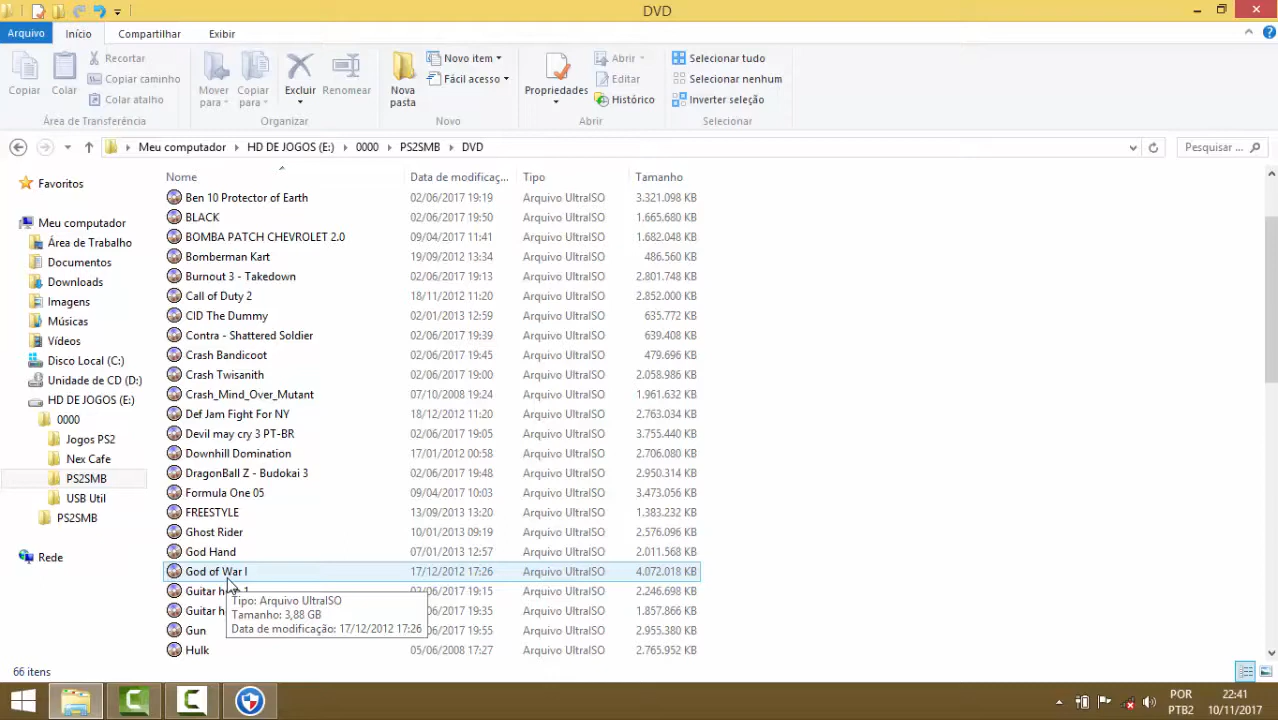 DVD
Arquivo Início Compartilhar Exibir
Copiar Colar Recortar Copiar caminho Colar atalho
Mover para Copiar para Excluir Renomear
Nova pasta Novo item Fácil acesso
Propriedades Abrir Editar Histórico
Selecionar tudo Selecionar nenhum Inverter seleção
Área de Transferência Organizar Novo Abrir Selecionar
Meu computador HD DE JOGOS (E:) 0000 PS2SMB DVD Pesquisar ...
Favoritos
Meu computador
Área de Trabalho
Documentos
Downloads
Imagens
Músicas
Vídeos
Disco Local (C:)
Unidade de CD (D:)
HD DE JOGOS (E:)
0000
Jogos PS2
Nex Cafe
PS2SMB
USB Util
PS2SMB
Rede
Nome Data de modificaç... Tipo Tamanho
Ben 10 Protector of Earth 02/06/2017 19:19 Arquivo UltraISO 3.321.098 KB
BLACK 02/06/2017 19:50 Arquivo UltraISO 1.665.680 KB
BOMBA PATCH CHEVROLET 2.0 09/04/2017 11:41 Arquivo UltraISO 1.682.048 KB
Bomberman Kart 19/09/2012 13:34 Arquivo UltraISO 486.560 KB
Burnout 3 - Takedown 02/06/2017 19:13 Arquivo UltraISO 2.801.748 KB
Call of Duty 2 18/11/2012 11:20 Arquivo UltraISO 2.852.000 KB
CID The Dummy 02/01/2013 12:59 Arquivo UltraISO 635.772 KB
Contra - Shattered Soldier 02/06/2017 19:39 Arquivo UltraISO 639.408 KB
Crash Bandicoot 02/06/2017 19:45 Arquivo UltraISO 479.696 KB
Crash Twisanith 02/06/2017 19:44 Arquivo UltraISO 2.058.986 KB
Crash_Mind_Over_Mutant 07/10/2008 19:24 Arquivo UltraISO 1.961.632 KB
Def Jam Fight For NY 18/12/2012 11:20 Arquivo UltraISO 2.763.034 KB
Devil may cry 3 PT-BR 02/06/2017 19:05 Arquivo UltraISO 3.755.440 KB
Downhill Domination 17/01/2012 00:58 Arquivo UltraISO 2.706.080 KB
DragonBall Z - Budokai 3 02/06/2017 19:48 Arquivo UltraISO 2.950.314 KB
Formula One 05 09/04/2017 10:03 Arquivo UltraISO 3.473.056 KB
FREESTYLE 13/09/2013 13:20 Arquivo UltraISO 1.383.232 KB
Ghost Rider 10/01/2013 09:19 Arquivo UltraISO 2.576.096 KB
God Hand 07/01/2013 12:57 Arquivo UltraISO 2.011.568 KB
God of War I 17/12/2012 17:26 Arquivo UltraISO 4.072.018 KB
Guitar 02/06/2017 19:15 Arquivo UltraISO 2.246.698 KB
Guitar h 02/06/2017 19:35 Arquivo UltraISO 1.857.866 KB
Gun 02/06/2017 19:55 Arquivo UltraISO 2.955.380 KB
Hulk 05/06/2008 17:27 Arquivo UltraISO 2.765.952 KB
Tipo: Arquivo UltraISO
Tamanho: 3,88 GB
Data de modificação: 17/12/2012 17:26
66 itens
POR 22:41
PTB2 10/11/2017